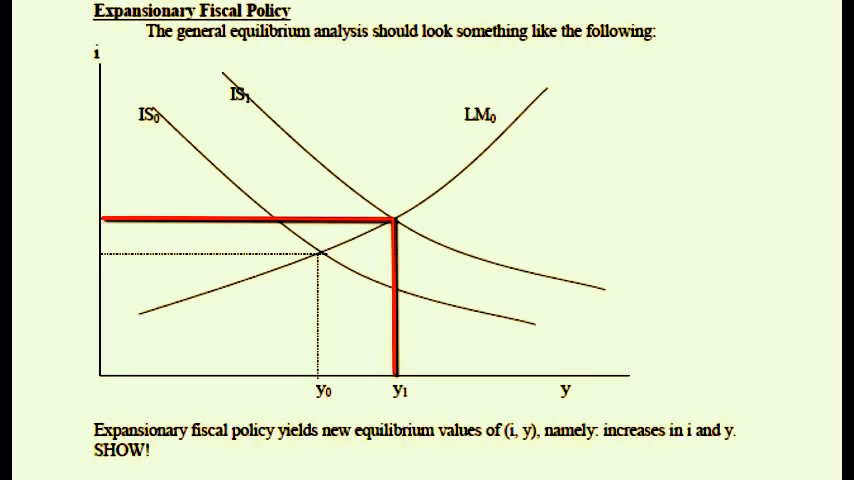 Expansionary Fiscal Policy
The general equilibrium analysis should look something like the following:
i
IS₁
IS₀
LM₀
y₀ y₁ y
Expansionary fiscal policy yields new equilibrium values of (i, y), namely: increases in i and y.
SHOW!